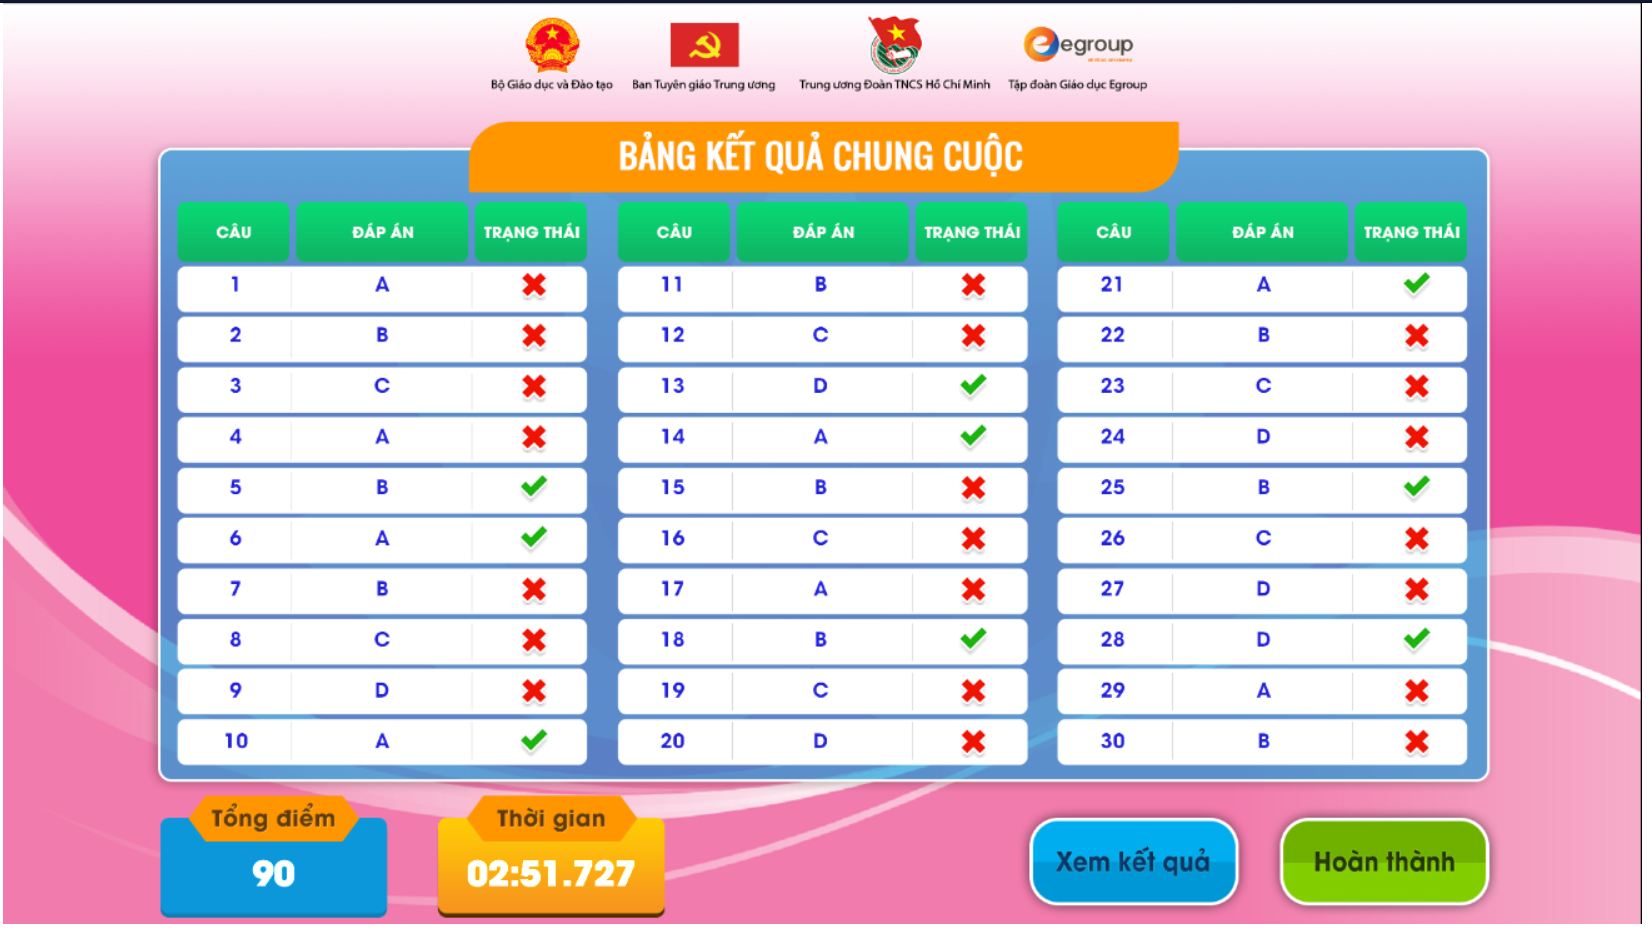 egroup
Bộ Giáo dục và Đào tạo Ban Tuyên giáo Trung ương Trung ương Đoàn TNCS Hồ Chí Minh Tập đoàn Giáo dục Egroup
BẢNG KẾT QUẢ CHUNG CUỘC
CÂU ĐÁP ÁN TRẠNG THÁI CÂU ĐÁP ÁN TRẠNG THÁI CÂU ĐÁP ÁN TRẠNG THÁI
1 A 11 B 21 A
2 B 12 C 22 B
3 C 13 D 23 C
4 A 14 A 24 D
5 B 15 B 25 B
6 A 16 C 26 C
7 B 17 A 27 D
8 C 18 B 28 D
9 D 19 C 29 A
10 A 20 D 30 B
Tổng điểm Thời gian
90 02:51.727 Xem kết quả Hoàn thành